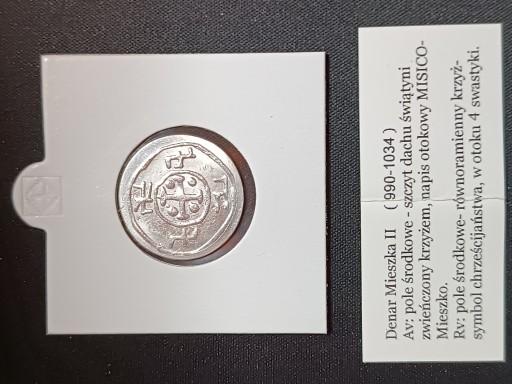 Denar Mieszka II ( 990-1034 )
Av: pole środkowe - szczyt dachu świątyni
zwieńczony krzyżem, napis otokowy MISICO-
Mieszko.
Rv: pole środkowe- równoramienny krzyż-
symbol chrześcijaństwa, w otoku 4 swastyki.